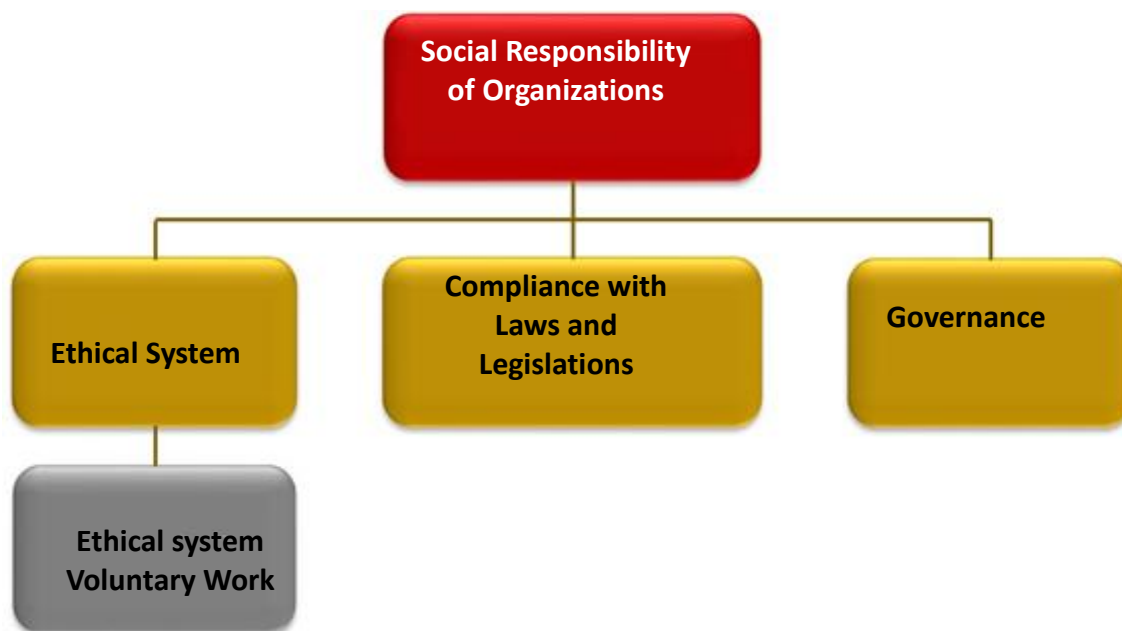 Social Responsibility
of Organizations
Ethical System
Compliance with
Laws and
Legislations
Governance
Ethical system
Voluntary Work